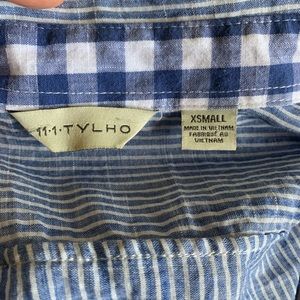 11·1·TYLHO
XSMALL
MADE IN VIETNAM
FABRIQUÉ AU
VIETNAM